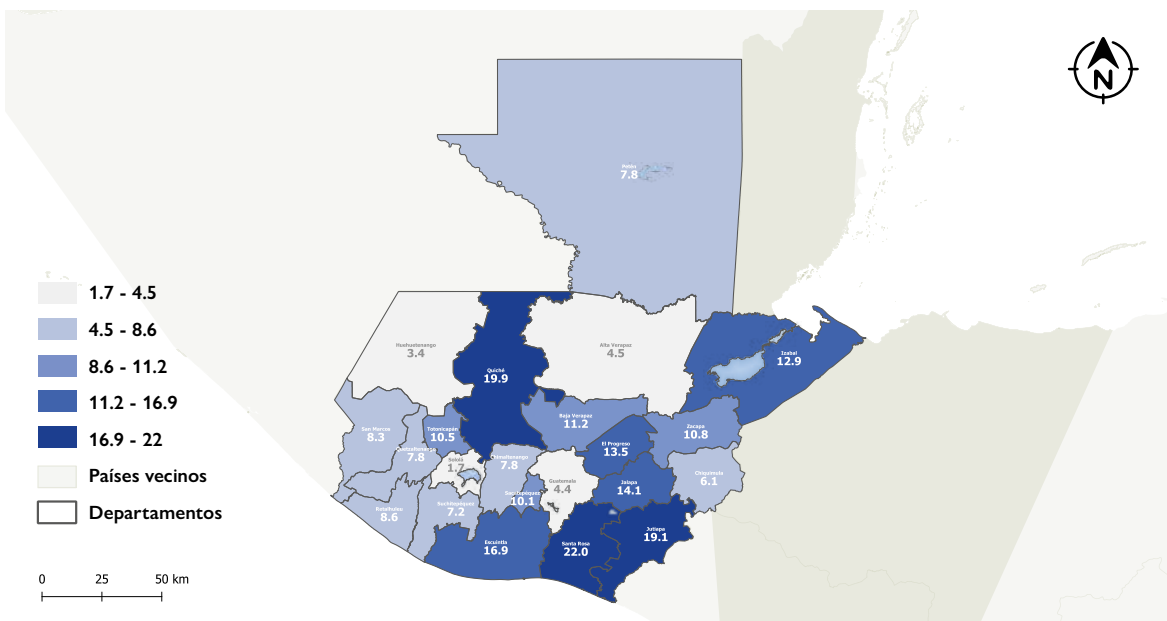 N
Petén
7.8
Huehuetenango
3.4
Alta Verapaz
4.5
Izabal
12.9
Quiché
19.9
Baja Verapaz
11.2
Zacapa
10.8
San Marcos
8.3
Totonicapán
10.5
El Progreso
13.5
Quetzaltenango
7.8
Sololá
1.7
Chimaltenango
7.8
Guatemala
4.4
Chiquimula
6.1
Jalapa
14.1
Sacatepéquez
10.1
Retalhuleu
8.6
Suchitepéquez
7.2
Escuintla
16.9
Santa Rosa
22.0
Jutiapa
19.1
1.7 - 4.5
4.5 - 8.6
8.6 - 11.2
11.2 - 16.9
16.9 - 22
Países vecinos
Departamentos
0 25 50 km